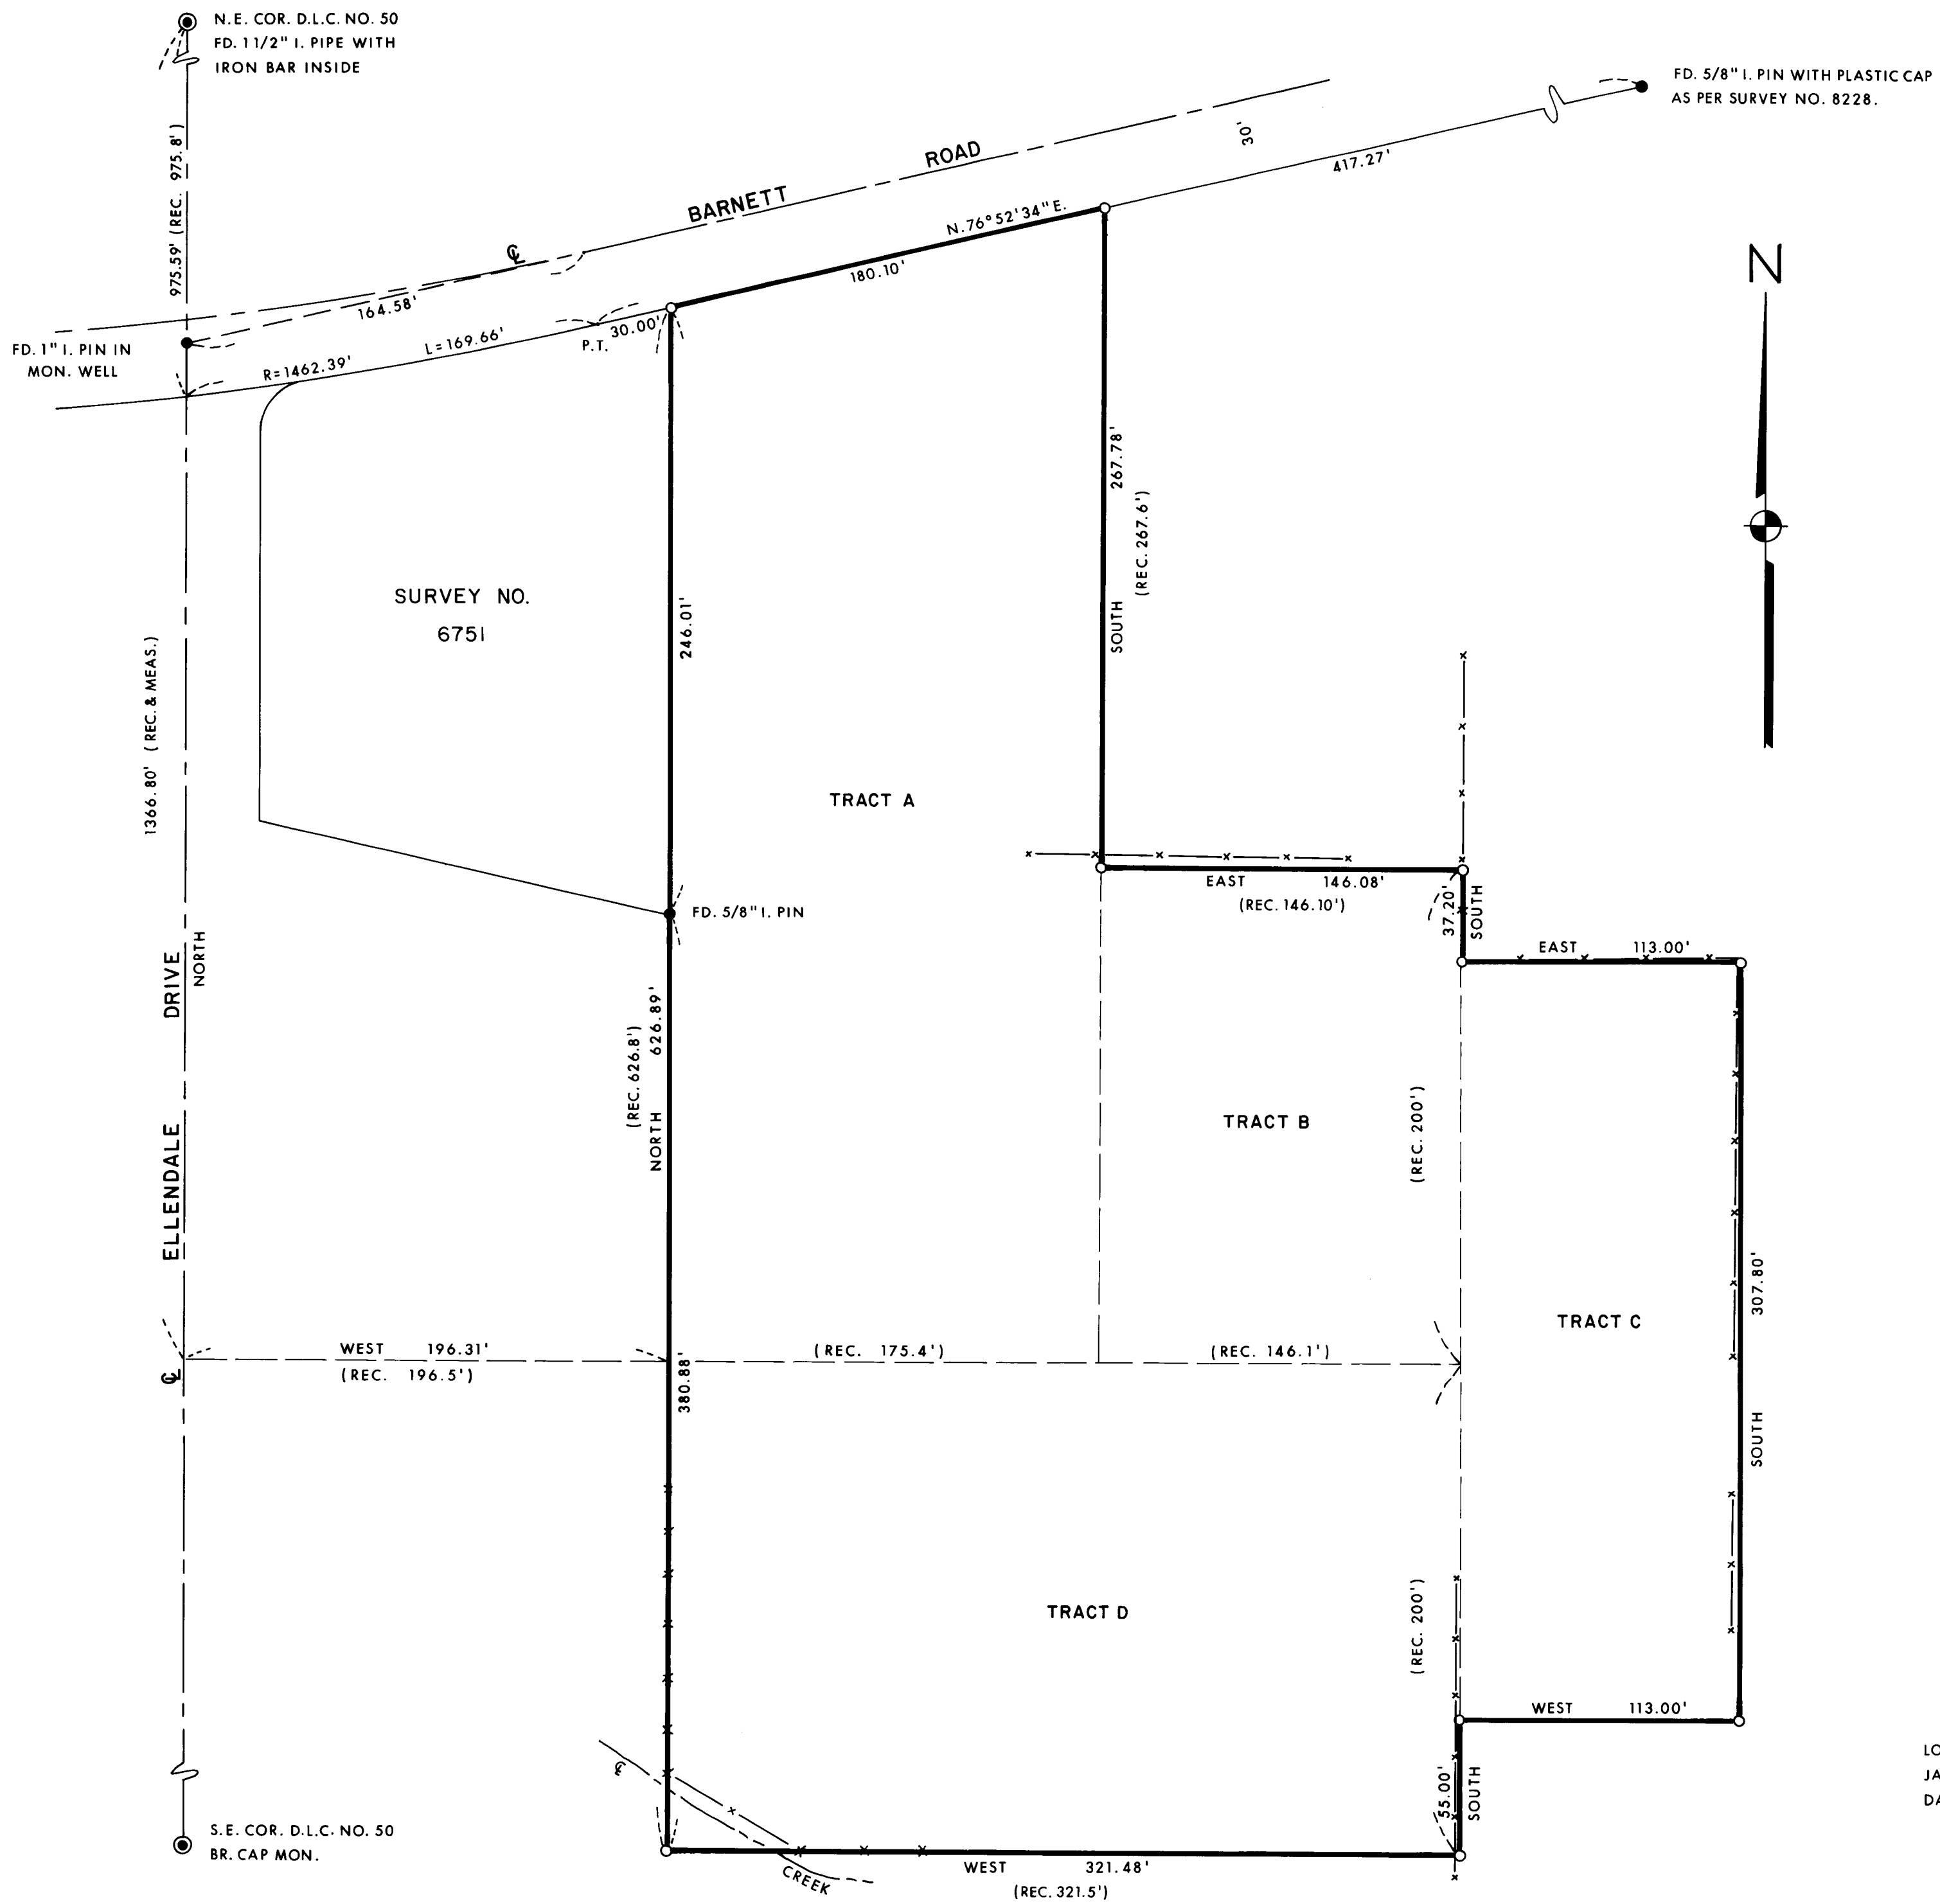 N.E. COR. D.L.C. NO. 50
FD. 1 1/2" I. PIPE WITH
IRON BAR INSIDE
FD. 5/8" I. PIN WITH PLASTIC CAP
AS PER SURVEY NO. 8228.
975.59' (REC. 975.8')
BARNETT ROAD
30'
417.27'
N.76°52'34"E.
180.10'
℄
164.58'
30.00'
P.T.
L=169.66'
R=1462.39'
FD. 1" I. PIN IN
MON. WELL
N
SURVEY NO.
6751
246.01'
SOUTH 267.78'
(REC. 267.6')
1366.80' (REC. & MEAS.)
TRACT A
EAST 146.08'
(REC. 146.10')
37.20'
SOUTH
FD. 5/8" I. PIN
EAST 113.00'
ELLENDALE DRIVE
NORTH
NORTH 626.89'
(REC. 626.8')
TRACT B
(REC. 200')
TRACT C
SOUTH 307.80'
WEST 196.31'
(REC. 196.5')
℄
(REC. 175.4')
(REC. 146.1')
380.88'
TRACT D
(REC. 200')
WEST 113.00'
55.00'
SOUTH
℄
CREEK
WEST 321.48'
(REC. 321.5')
S.E. COR. D.L.C. NO. 50
BR. CAP MON.
LO
JA
DA